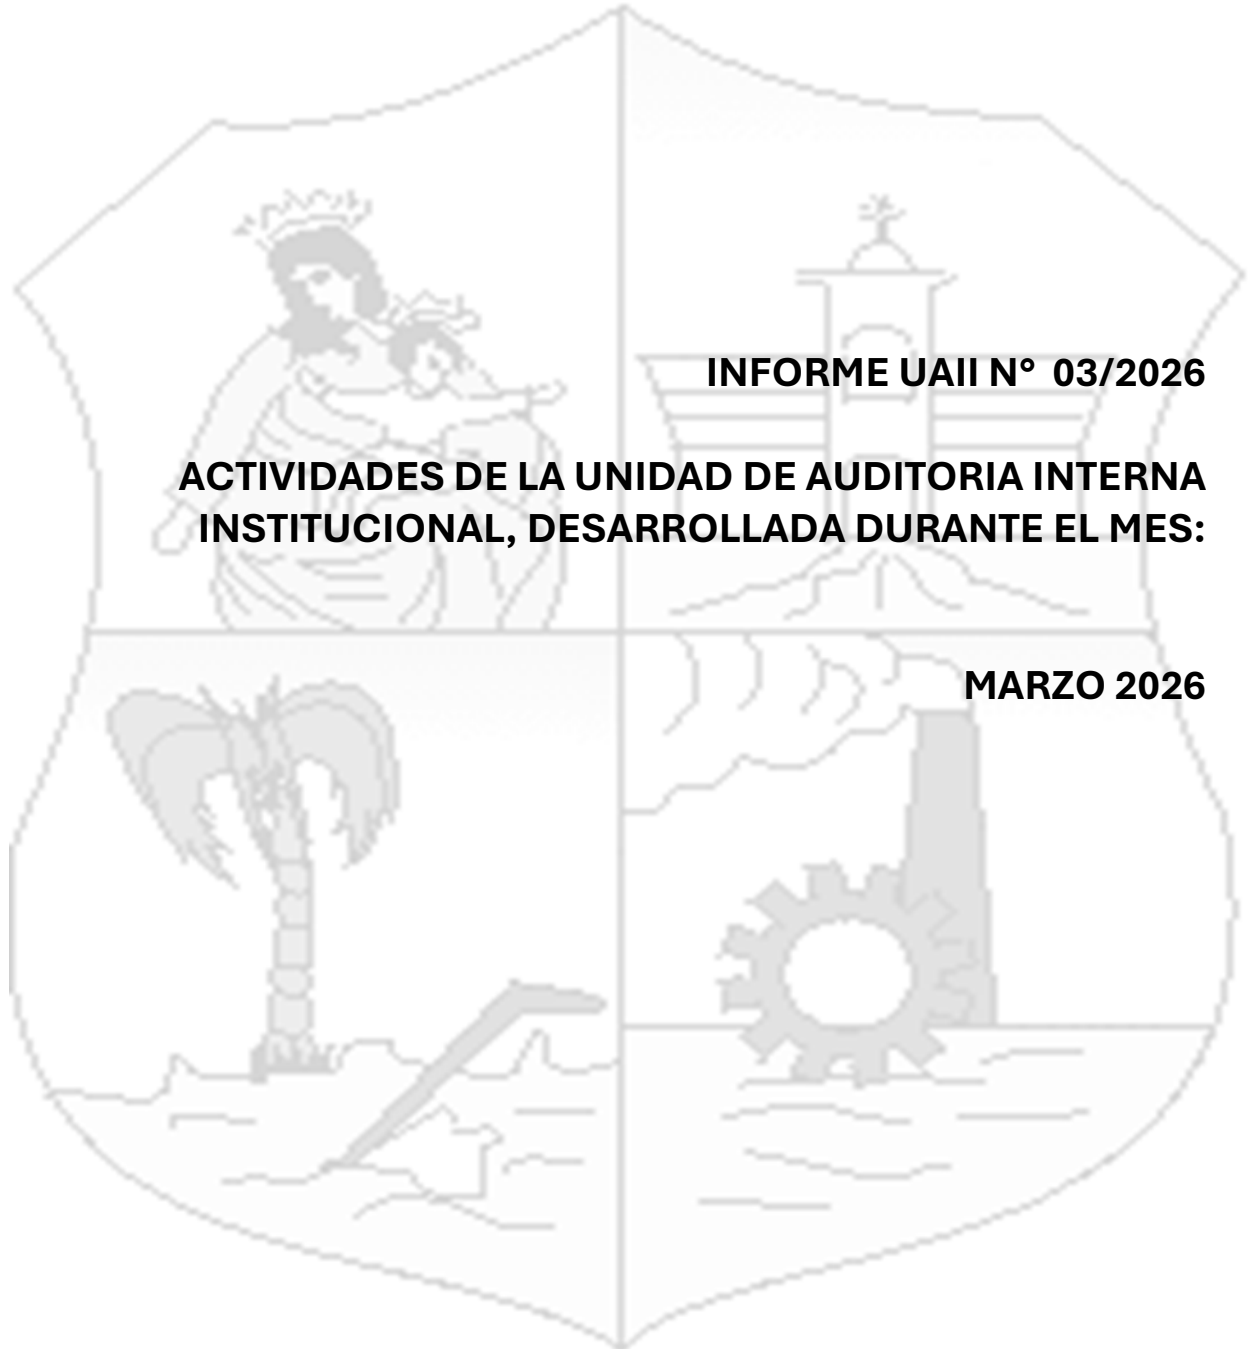 INFORME UAII N° 03/2026
ACTIVIDADES DE LA UNIDAD DE AUDITORIA INTERNA
INSTITUCIONAL, DESARROLLADA DURANTE EL MES:
MARZO 2026